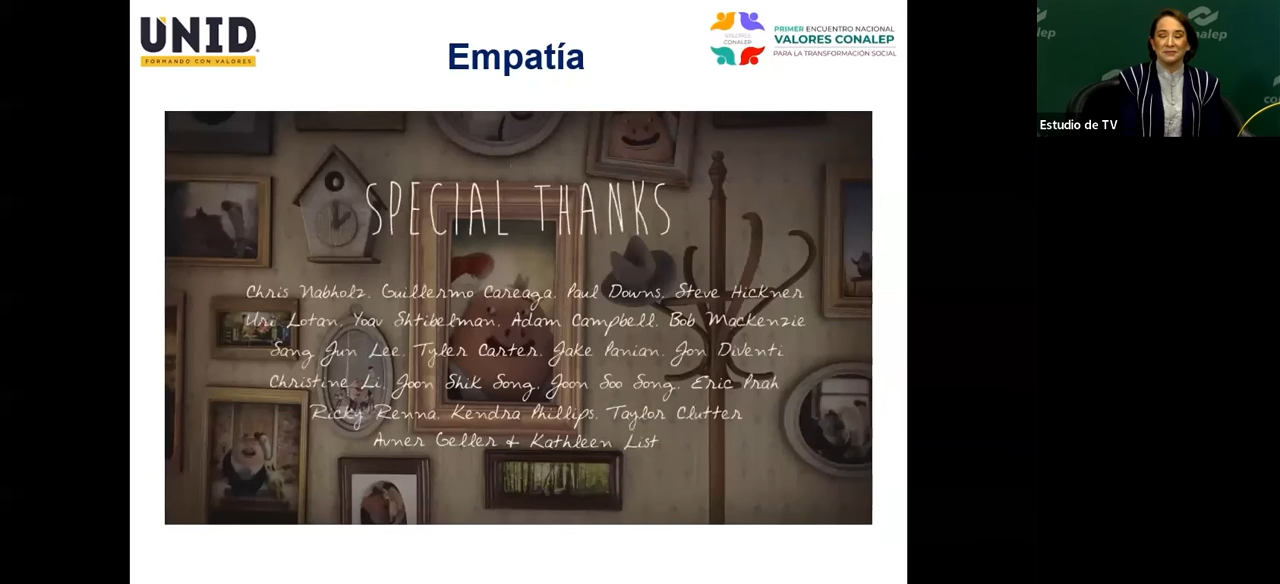 UNID
FORMANDO CON VALORES
Empatía
VALORES
CONALEP
PRIMER ENCUENTRO NACIONAL
VALORES CONALEP
PARA LA TRANSFORMACIÓN SOCIAL
SPECIAL THANKS
Chris Nabholz, Guillermo Careaga, Paul Downs, Steve Hickner
Uri Lotan, Yoav Shtibelman, Adam Campbell, Bob Mackenzie
Sang Jun Lee, Tyler Carter, Jake Panian, Jon DiVenti
Christine Li, Joon Shik Song, Joon Soo Song, Eric Prah
Ricky Renna, Kendra Phillips, Taylor Clutter
Avner Geller + Kathleen List
Estudio de TV